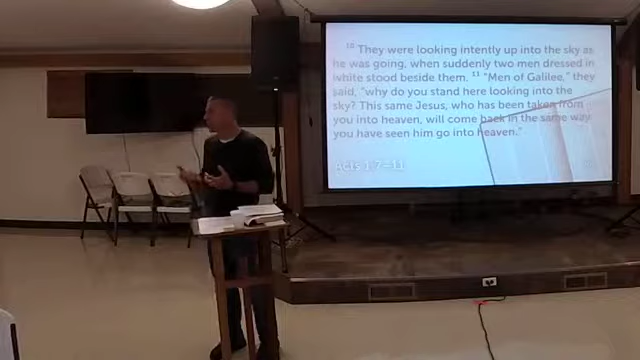 10 They were looking intently up into the sky as
he was going, when suddenly two men dressed in
white stood beside them. 11 "Men of Galilee," they
said, "why do you stand here looking into the
sky? This same Jesus, who has been taken from
you into heaven, will come back in the same way
you have seen him go into heaven."
Acts 1:7-11